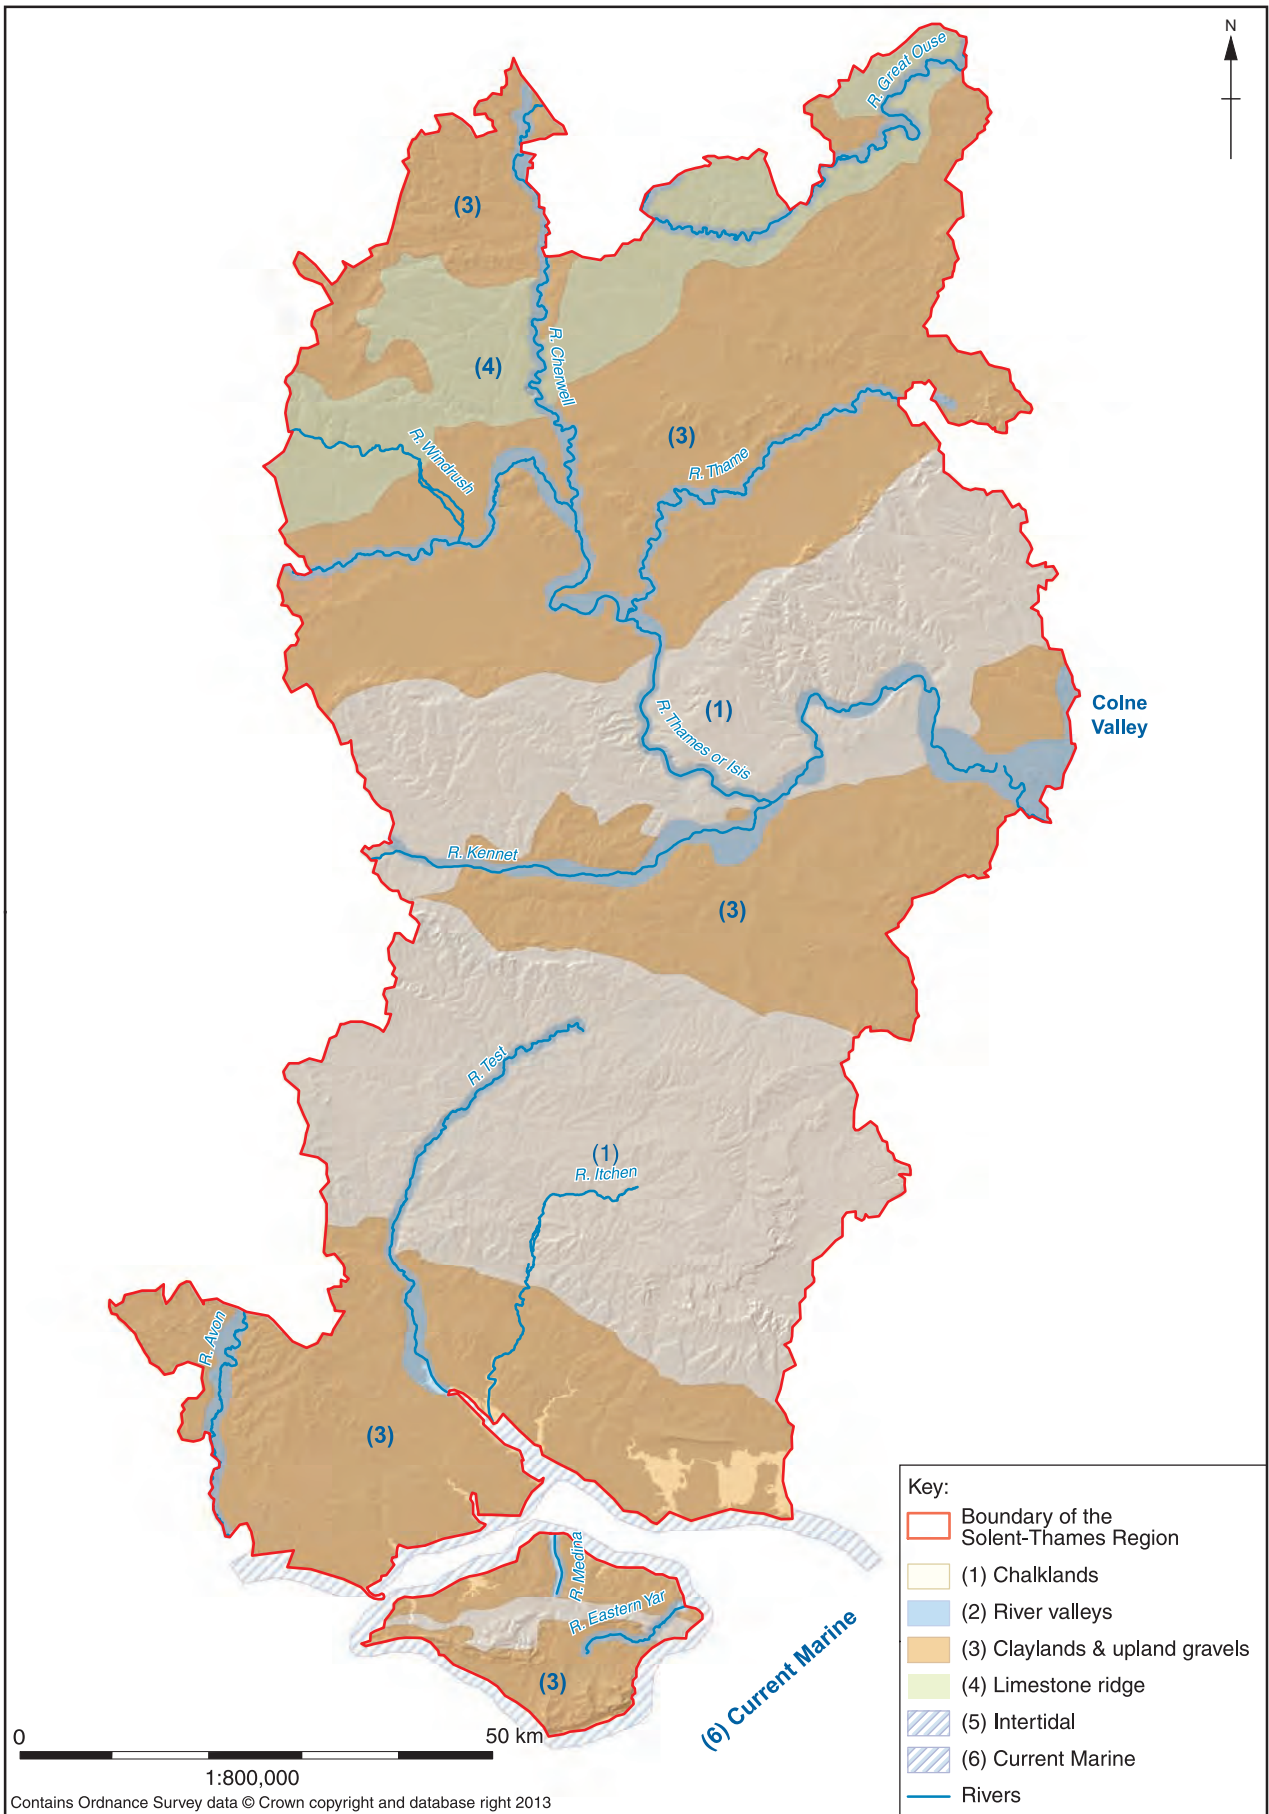 N
R. Great Ouse
(3)
R. Cherwell
(4)
(3)
R. Windrush
R. Thame
Colne
Valley
(1)
R. Thames or Isis
R. Kennet
(3)
R. Test
(1)
R. Itchen
R. Avon
(3)
R. Medina
R. Eastern Yar
(3)
(6) Current Marine
Key:
Boundary of the
Solent-Thames Region
(1) Chalklands
(2) River valleys
(3) Claylands & upland gravels
(4) Limestone ridge
(5) Intertidal
(6) Current Marine
Rivers
0
50 km
1:800,000
Contains Ordnance Survey data © Crown copyright and database right 2013